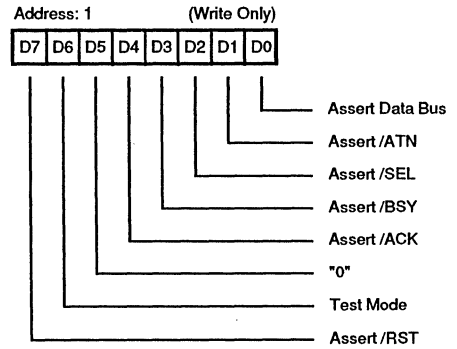 Address: 1 (Write Only)
D7 D6 D5 D4 D3 D2 D1 D0
Assert Data Bus
Assert /ATN
Assert /SEL
Assert /BSY
Assert /ACK
"0"
Test Mode
Assert /RST